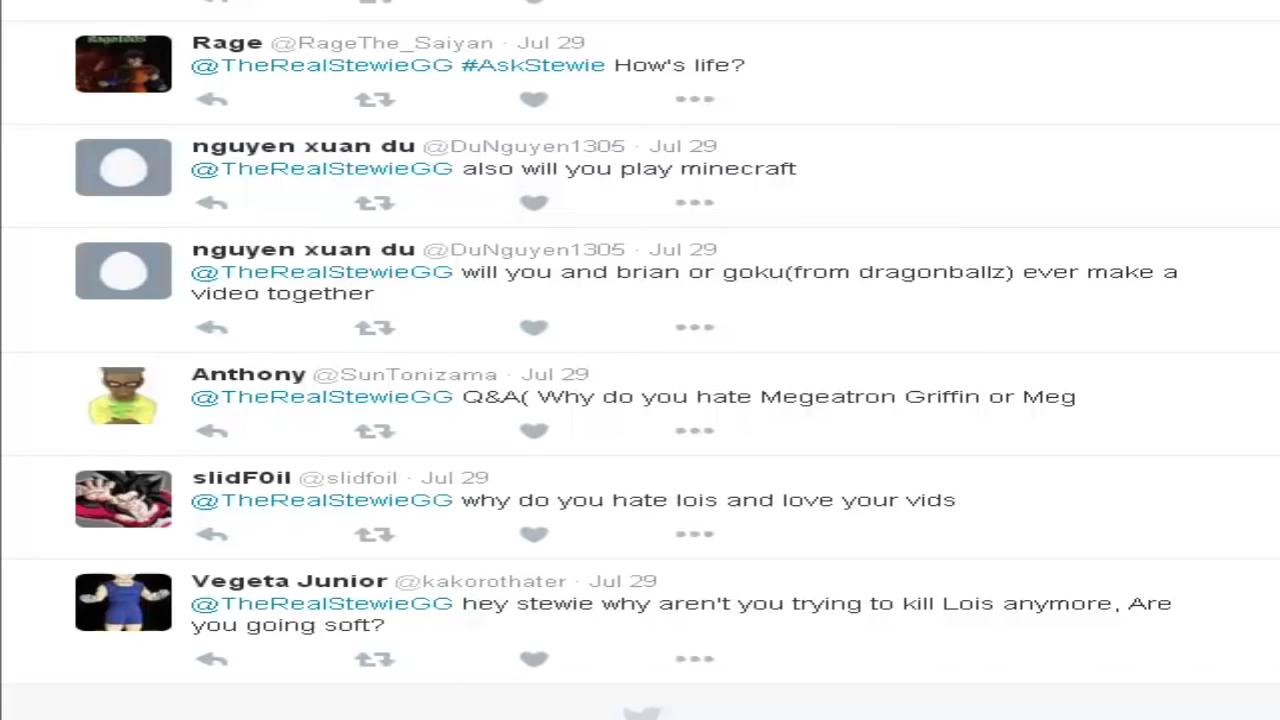 Rage @RageThe_Saiyan · Jul 29
@TheRealStewieGG #AskStewie How's life?
nguyen xuan du @DuNguyen1305 · Jul 29
@TheRealStewieGG also will you play minecraft
nguyen xuan du @DuNguyen1305 · Jul 29
@TheRealStewieGG will you and brian or goku(from dragonballz) ever make a
video together
Anthony @SunTonizama · Jul 29
@TheRealStewieGG Q&A( Why do you hate Megeatron Griffin or Meg
slidF0il @slidfoil · Jul 29
@TheRealStewieGG why do you hate lois and love your vids
Vegeta Junior @kakorothater · Jul 29
@TheRealStewieGG hey stewie why aren't you trying to kill Lois anymore, Are
you going soft?